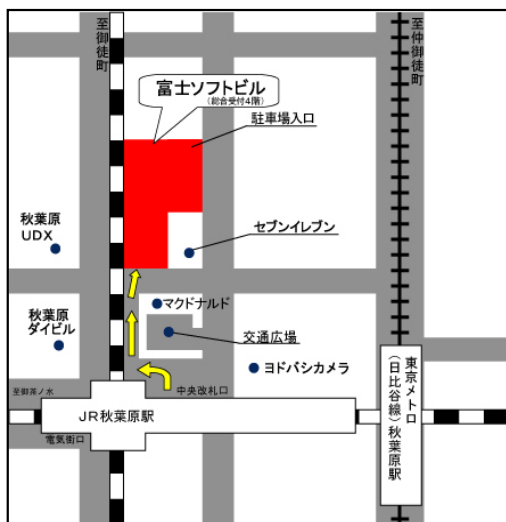 至御徒町
至仲御徒町
富士ソフトビル
(総合受付4階)
駐車場入口
秋葉原
UDX
セブンイレブン
マクドナルド
秋葉原
ダイビル
交通広場
ヨドバシカメラ
至御茶ノ水
中央改札口
JR秋葉原駅
電気街口
東京メトロ
(日比谷線)秋葉原駅